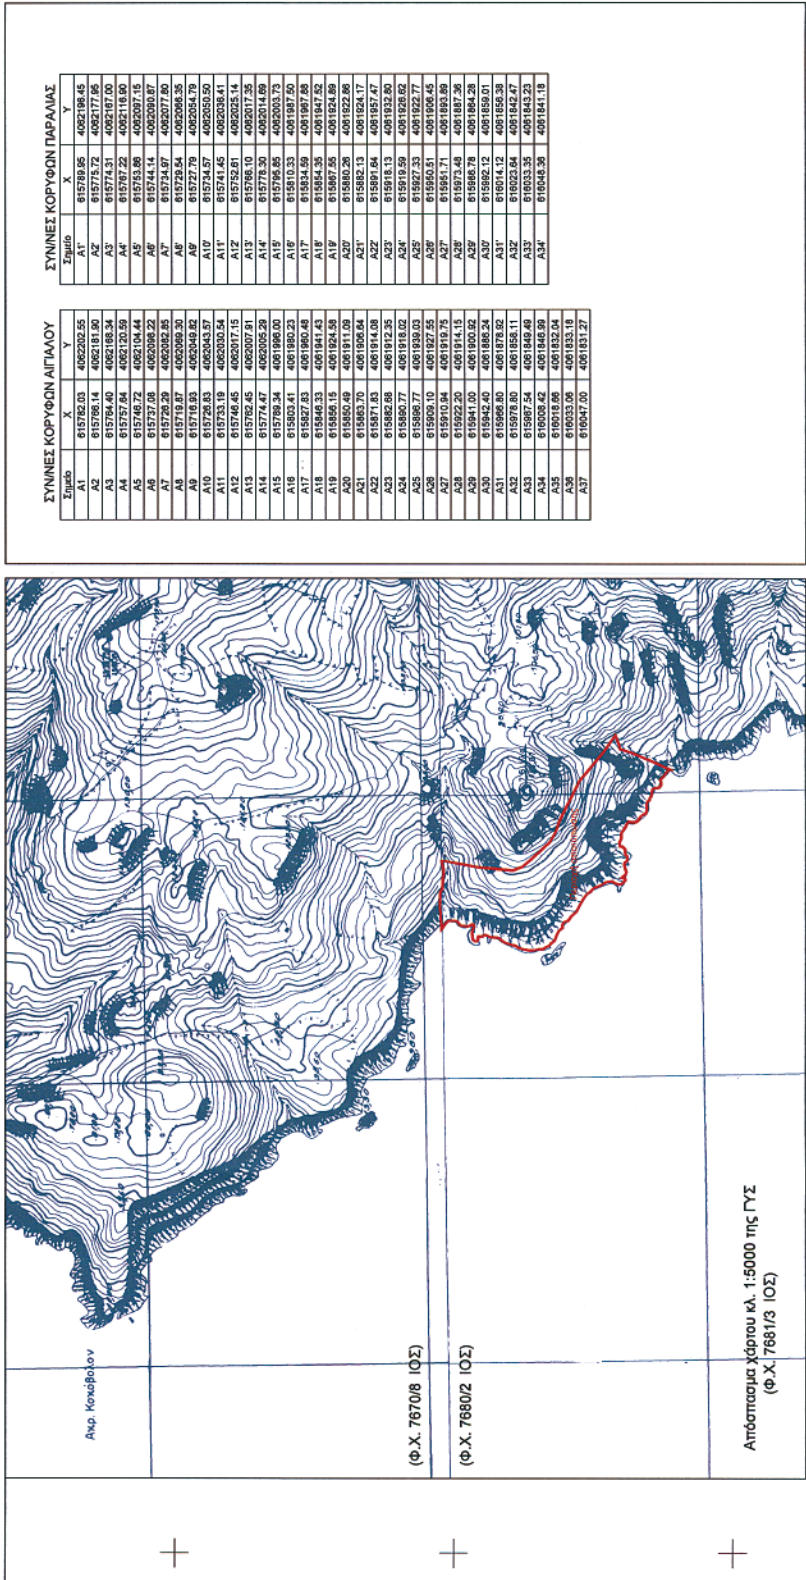 ΣΥΝ/ΝΕΣ ΚΟΡΥΦΩΝ ΑΙΓΙΑΛΟΥ
Σημείο X Y
A1 615782.03 4062202.55
A2 615766.14 4062181.90
A3 615764.40 4062168.34
A4 615757.64 4062120.59
A5 615746.72 4062104.44
A6 615737.08 4062096.22
A7 615726.29 4062082.85
A8 615719.87 4062069.30
A9 615716.93 4062049.82
A10 615726.83 4062043.57
A11 615733.19 4062030.54
A12 615746.45 4062017.15
A13 615762.45 4062007.91
A14 615774.47 4062005.29
A15 615789.34 4061996.00
A16 615803.41 4061980.23
A17 615827.83 4061960.48
A18 615846.33 4061941.43
A19 615856.15 4061924.58
A20 615850.49 4061911.09
A21 615863.70 4061906.64
A22 615871.83 4061914.08
A23 615882.68 4061912.35
A24 615890.77 4061918.02
A25 615896.77 4061939.03
A26 615909.10 4061927.55
A27 615910.94 4061919.75
A28 615922.20 4061914.15
A29 615941.00 4061900.92
A30 615942.40 4061888.24
A31 615966.80 4061878.92
A32 615978.80 4061858.11
A33 615987.54 4061849.49
A34 616008.42 4061846.99
A35 616018.66 4061832.04
A36 616033.06 4061833.18
A37 616047.00 4061831.27
ΣΥΝ/ΝΕΣ ΚΟΡΥΦΩΝ ΠΑΡΑΛΙΑΣ
Σημείο X Y
A1' 615789.95 4062198.45
A2' 615775.72 4062177.95
A3' 615774.31 4062167.00
A4' 615767.22 4062116.90
A5' 615753.86 4062097.15
A6' 615744.14 4062090.87
A7' 615734.97 4062077.80
A8' 615729.54 4062066.35
A9' 615727.79 4062054.79
A10' 615734.57 4062050.50
A11' 615741.45 4062036.41
A12' 615752.61 4062025.14
A13' 615766.10 4062017.35
A14' 615778.30 4062014.69
A15' 615795.85 4062003.73
A16' 615810.33 4061987.50
A17' 615834.59 4061967.88
A18' 615854.35 4061947.52
A19' 615867.55 4061924.89
A20' 615880.26 4061922.86
A21' 615882.13 4061924.17
A22' 615891.64 4061957.47
A23' 615918.13 4061932.80
A24' 615919.59 4061926.62
A25' 615927.33 4061922.77
A26' 615950.51 4061906.45
A27' 615951.71 4061893.89
A28' 615973.48 4061887.36
A29' 615986.78 4061864.28
A30' 615992.12 4061859.01
A31' 616014.12 4061856.38
A32' 616023.64 4061842.47
A33' 616033.35 4061843.23
A34' 616048.36 4061841.18
Ακρ. Κοχόβολον
(Φ.Χ. 7670/8 ΙΟΣ)
(Φ.Χ. 7680/2 ΙΟΣ)
Απόσπασμα χάρτου κλ. 1:5000 της ΓΥΣ
(Φ.Χ. 7681/3 ΙΟΣ)